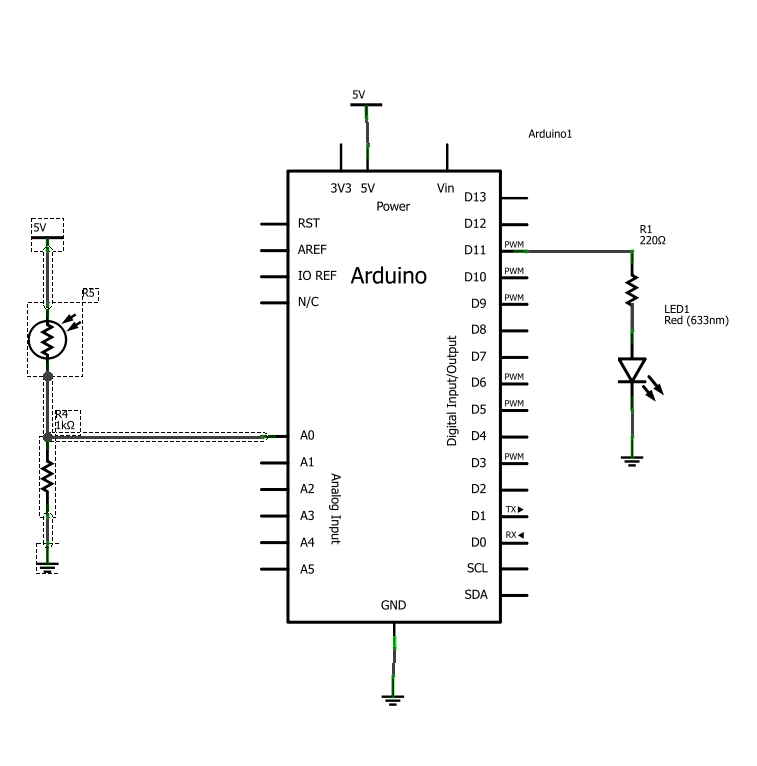 5V
Arduino1
3V3 5V Vin
Power
RST
AREF
IO REF
N/C
Arduino
A0
A1
A2
A3
A4
A5
Analog Input
D13
D12
D11 PWM
D10 PWM
D9 PWM
D8
D7
D6 PWM
D5 PWM
D4
D3 PWM
D2
D1 TX
D0 RX
SCL
SDA
Digital Input/Output
GND
5V
R5
R4
1kΩ
R1
220Ω
LED1
Red (633nm)